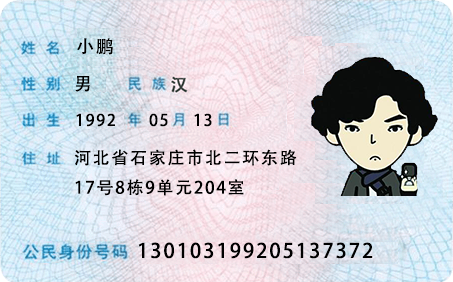 姓名 小鹏
性别 男 民族 汉
出生 1992 年 05 月 13 日
住址 河北省石家庄市北二环东路
17号8栋9单元204室
公民身份号码 130103199205137372